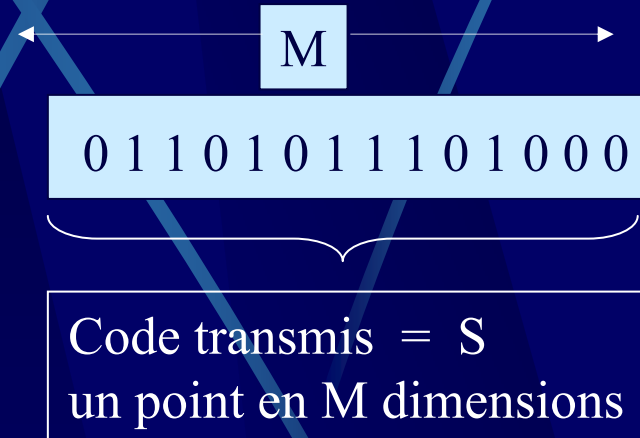 M
0 1 1 0 1 0 1 1 1 0 1 0 0 0
Code transmis = S
un point en M dimensions